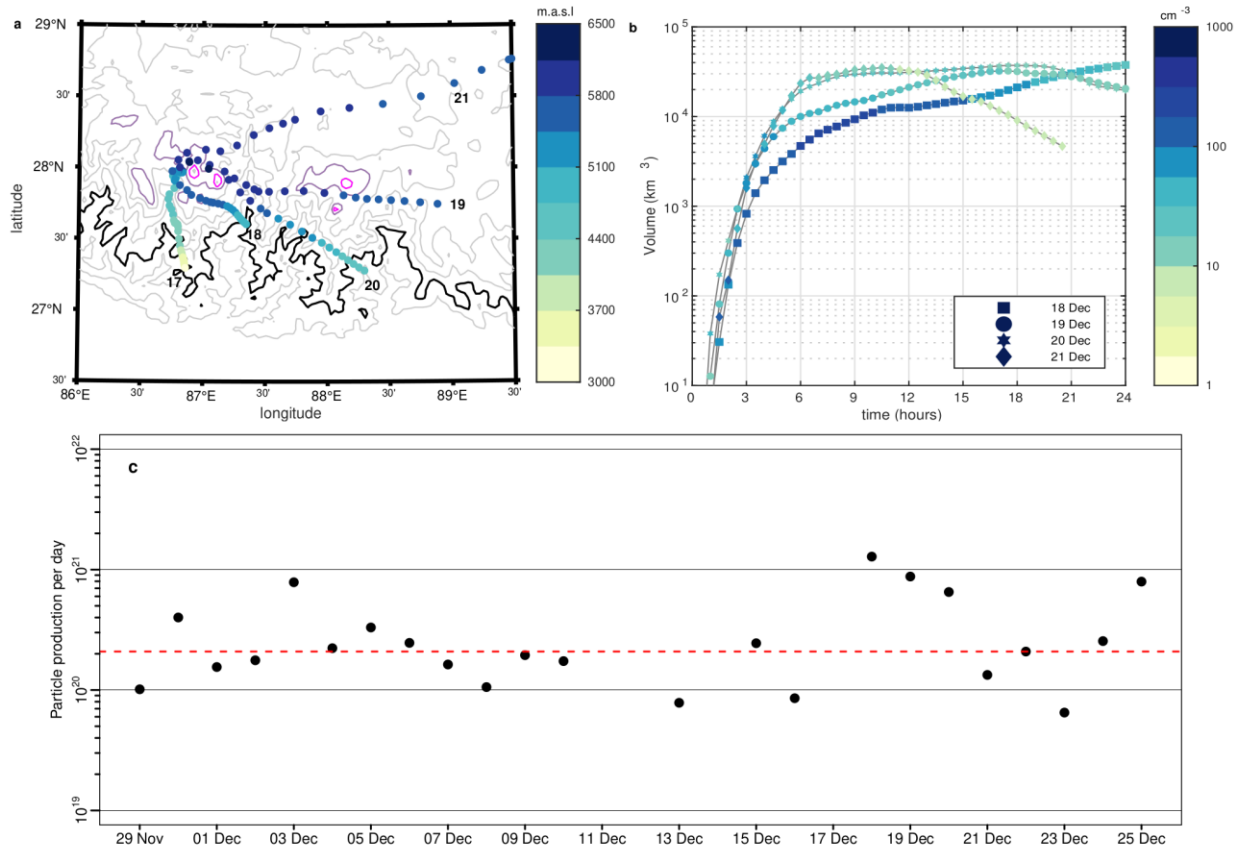 a
m.a.s.l
29°N
30'
28°N
30'
27°N
30'
latitude
86°E
30'
87°E
30'
88°E
30'
89°E
30'
longitude
21
19
18
17
20
6500
5800
5100
4400
3700
3000
b
cm -3
10 5
10 4
10 3
10 2
10 1
Volume (km 3)
0
3
6
9
12
15
18
21
24
time (hours)
18 Dec
19 Dec
20 Dec
21 Dec
1000
100
10
1
c
10 22
10 21
10 20
10 19
Particle production per day
29 Nov
01 Dec
03 Dec
05 Dec
07 Dec
09 Dec
11 Dec
13 Dec
15 Dec
17 Dec
19 Dec
21 Dec
23 Dec
25 Dec